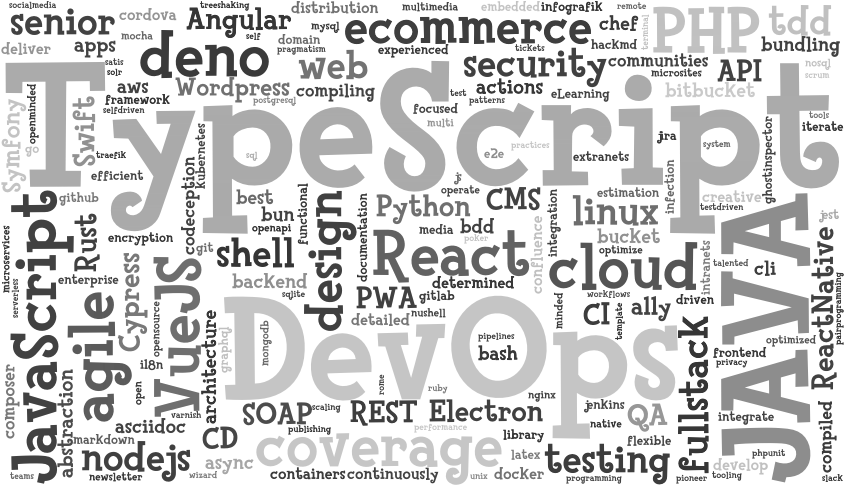 socialmedia
senior
cordova
treeshaking
Angular
self
distribution
multimedia
embedded
infografik
remote
mysql
ecommerce
chef
terminal
PHP
tdd
deliver
apps
mocha
deno
domain
pragmatism
experienced
tickets
hackmd
bundling
satis
solr
web
security
communities
microsites
API
nosql
scrum
aws
Wordpress
compiling
actions
eLearning
bitbucket
framework
postgresql
test
patterns
focused
selfdriven
multi
tools
iterate
Symfony
openminded
Swift
TypeScript
traefik
Kubernetes
sql
e2e
practices
extranets
jira
system
ghostinspector
efficient
operate
infection
github
codeception
best
functional
design
Python
CMS
estimation
creative
testdriven
jest
bun
openapi
documentation
integration
linux
encryption
media
bdd
poker
confluence
bucket
optimize
intranets
microservices
JavaScript
Rust
git
shell
React
cloud
talented
cli
JAVA
serverless
enterprise
Cypress
VueJS
backend
sqlite
determined
PWA
gitlab
nushell
minded
workflows
template
CI
a11y
driven
ReactNative
pairprogramming
agile
opensource
detailed
DevOps
pipelines
bash
mongodb
graphql
architecture
i18n
optimized
frontend
privacy
fullstack
composer
abstraction
open
varnish
rome
ruby
nginx
asciidoc
SOAP
scaling
REST
Electron
jenkins
native
QA
integrate
markdown
CD
publishing
performance
library
flexible
compiled
phpunit
nodejs
async
coverage
latex
testing
develop
teams
newsletter
wizard
containers
continuously
unix
docker
programming
pioneer
tooling
slack